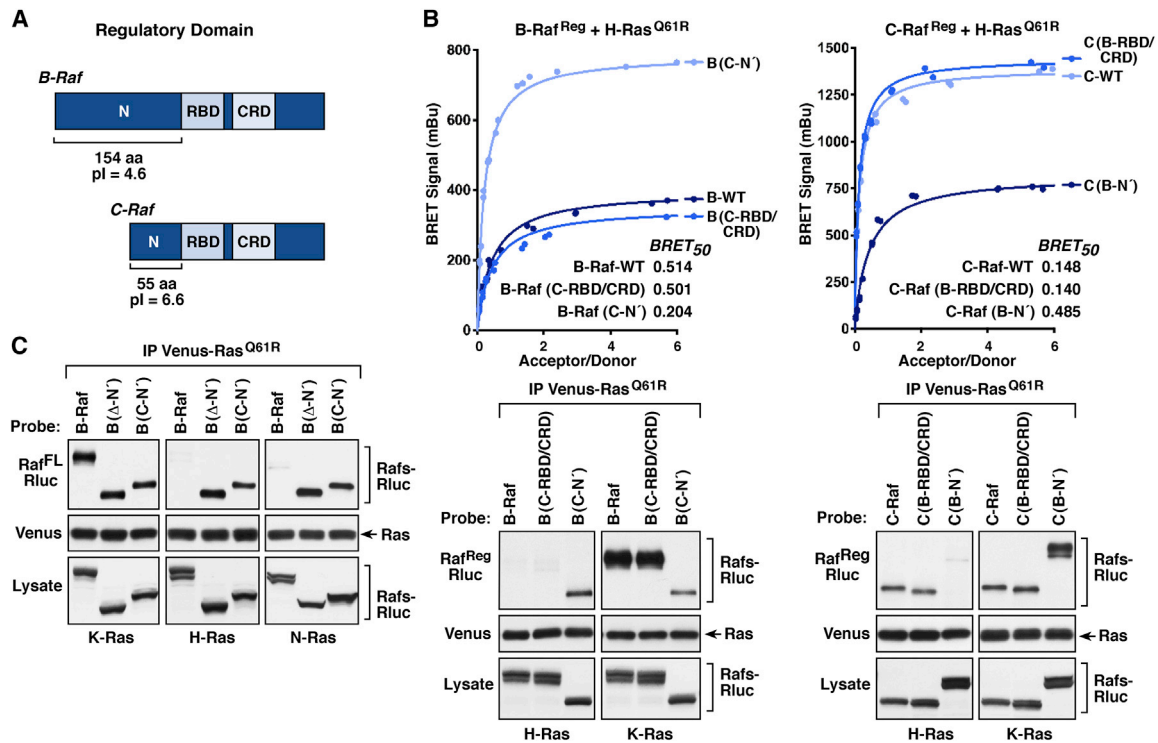 A
Regulatory Domain
B-Raf
N
RBD
CRD
154 aa
pI = 4.6
C-Raf
N
RBD
CRD
55 aa
pI = 6.6
B
B-Raf^Reg + H-Ras^Q61R
BRET Signal (mBu)
800
600
400
200
0
0
2
4
6
Acceptor/Donor
B(C-N´)
B-WT
B(C-RBD/
CRD)
BRET50
B-Raf-WT 0.514
B-Raf (C-RBD/CRD) 0.501
B-Raf (C-N´) 0.204
C-Raf^Reg + H-Ras^Q61R
BRET Signal (mBu)
1500
1250
1000
750
500
250
0
0
2
4
6
Acceptor/Donor
C(B-RBD/
CRD)
C-WT
C(B-N´)
BRET50
C-Raf-WT 0.148
C-Raf (B-RBD/CRD) 0.140
C-Raf (B-N´) 0.485
IP Venus-Ras^Q61R
Probe:
B-Raf
B(C-RBD/CRD)
B(C-N´)
B-Raf
B(C-RBD/CRD)
B(C-N´)
Raf^Reg
Rluc
Rafs-
Rluc
Venus
Ras
Lysate
Rafs-
Rluc
H-Ras
K-Ras
IP Venus-Ras^Q61R
Probe:
C-Raf
C(B-RBD/CRD)
C(B-N´)
C-Raf
C(B-RBD/CRD)
C(B-N´)
Raf^Reg
Rluc
Rafs-
Rluc
Venus
Ras
Lysate
Rafs-
Rluc
H-Ras
K-Ras
C
IP Venus-Ras^Q61R
Probe:
B-Raf
B(Δ-N´)
B(C-N´)
B-Raf
B(Δ-N´)
B(C-N´)
B-Raf
B(Δ-N´)
B(C-N´)
Raf^FL
Rluc
Rafs-
Rluc
Venus
Ras
Lysate
Rafs-
Rluc
K-Ras
H-Ras
N-Ras